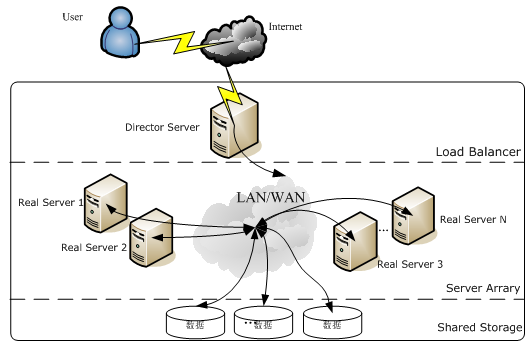 User
Internet
Director Server
Load Balancer
LAN/WAN
Real Server 1
Real Server N
Real Server 2
...
Real Server 3
Server Arrary
...
数据
数据
数据
Shared Storage